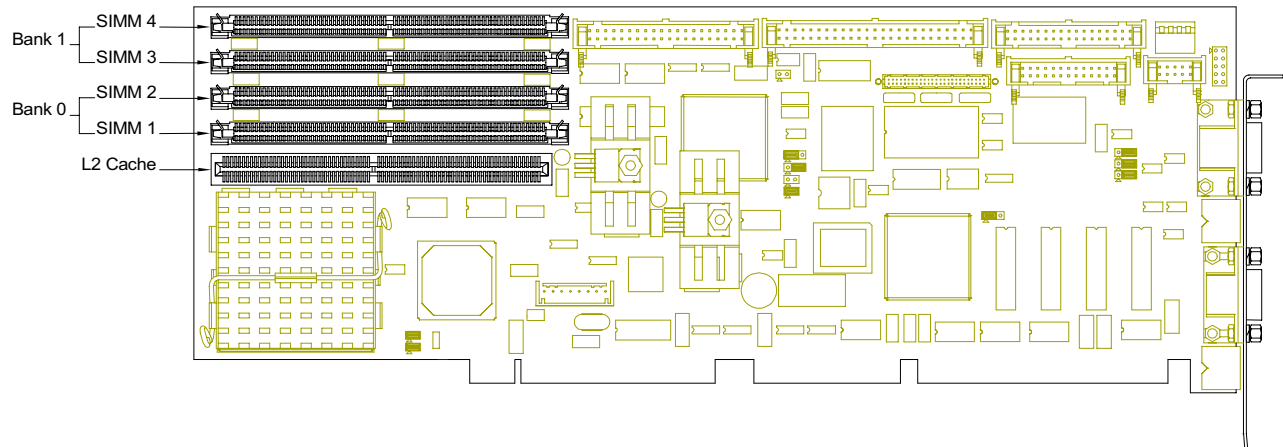 SIMM 4
Bank 1
SIMM 3
SIMM 2
Bank 0
SIMM 1
L2 Cache